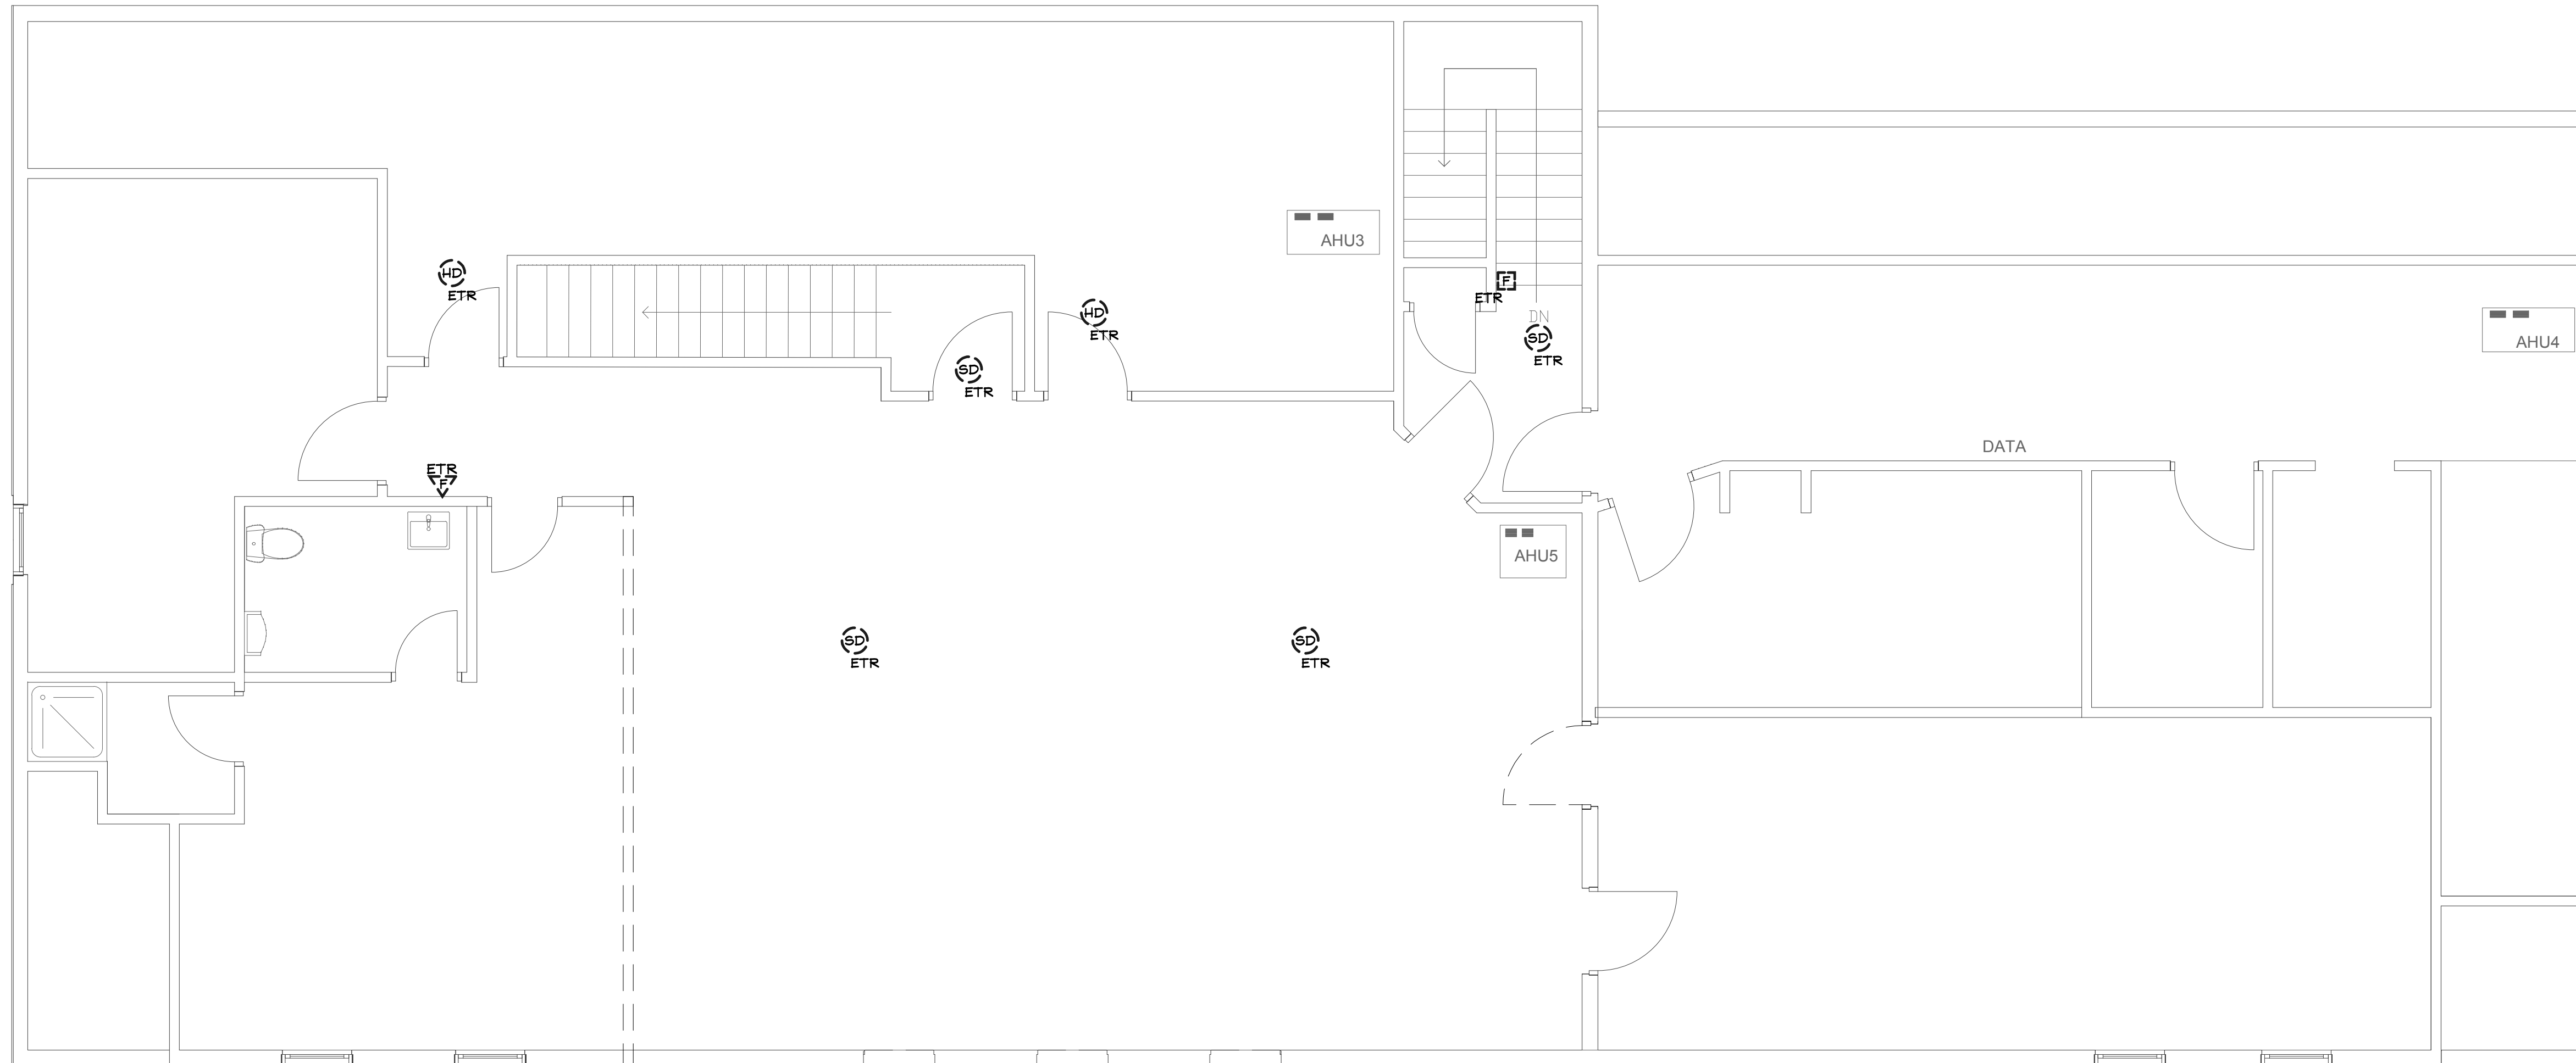 AHU3
HD
ETR
F
ETR
HD
ETR
DN
SD
ETR
AHU4
SD
ETR
DATA
ETR
F
AHU5
SD
ETR
SD
ETR